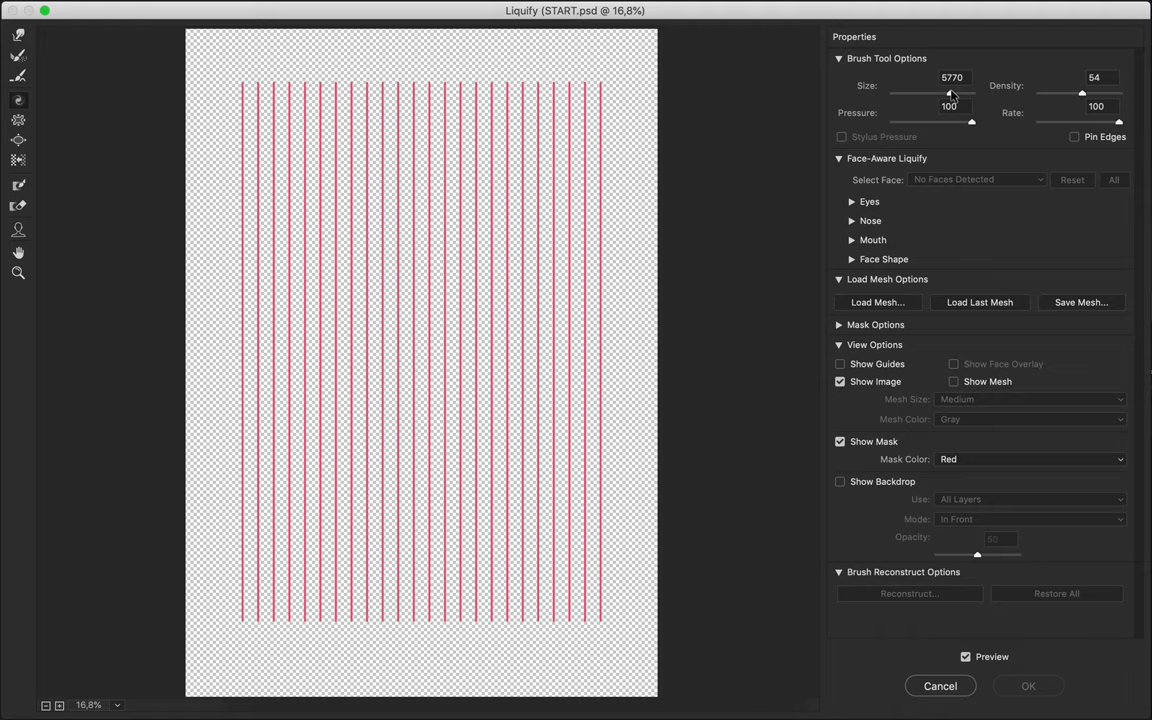 Liquify (START.psd @ 16,8%)
Properties
Brush Tool Options
Size: 5770 Density: 54
Pressure: 100 Rate: 100
Stylus Pressure Pin Edges
Face-Aware Liquify
Select Face: No Faces Detected Reset All
Eyes
Nose
Mouth
Face Shape
Load Mesh Options
Load Mesh... Load Last Mesh Save Mesh...
Mask Options
View Options
Show Guides Show Face Overlay
Show Image Show Mesh
Mesh Size: Medium
Mesh Color: Gray
Show Mask
Mask Color: Red
Show Backdrop
Use: All Layers
Mode: In Front
Opacity: 50
Brush Reconstruct Options
Reconstruct... Restore All
Preview
Cancel OK
16,8%